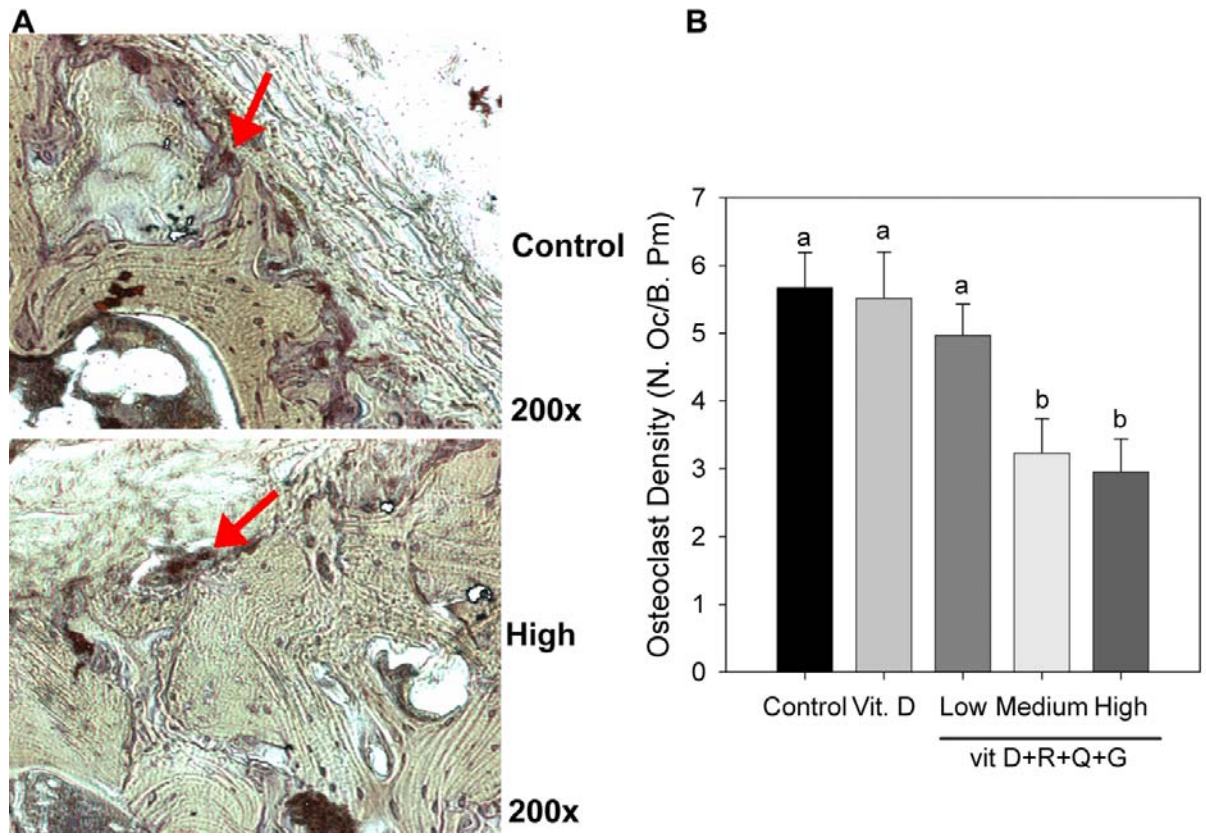 A
Control
200x
High
200x
B
Osteoclast Density (N. Oc/B. Pm)
7
6
5
4
3
2
1
0
a
a
a
b
b
Control Vit. D Low Medium High
vit D+R+Q+G